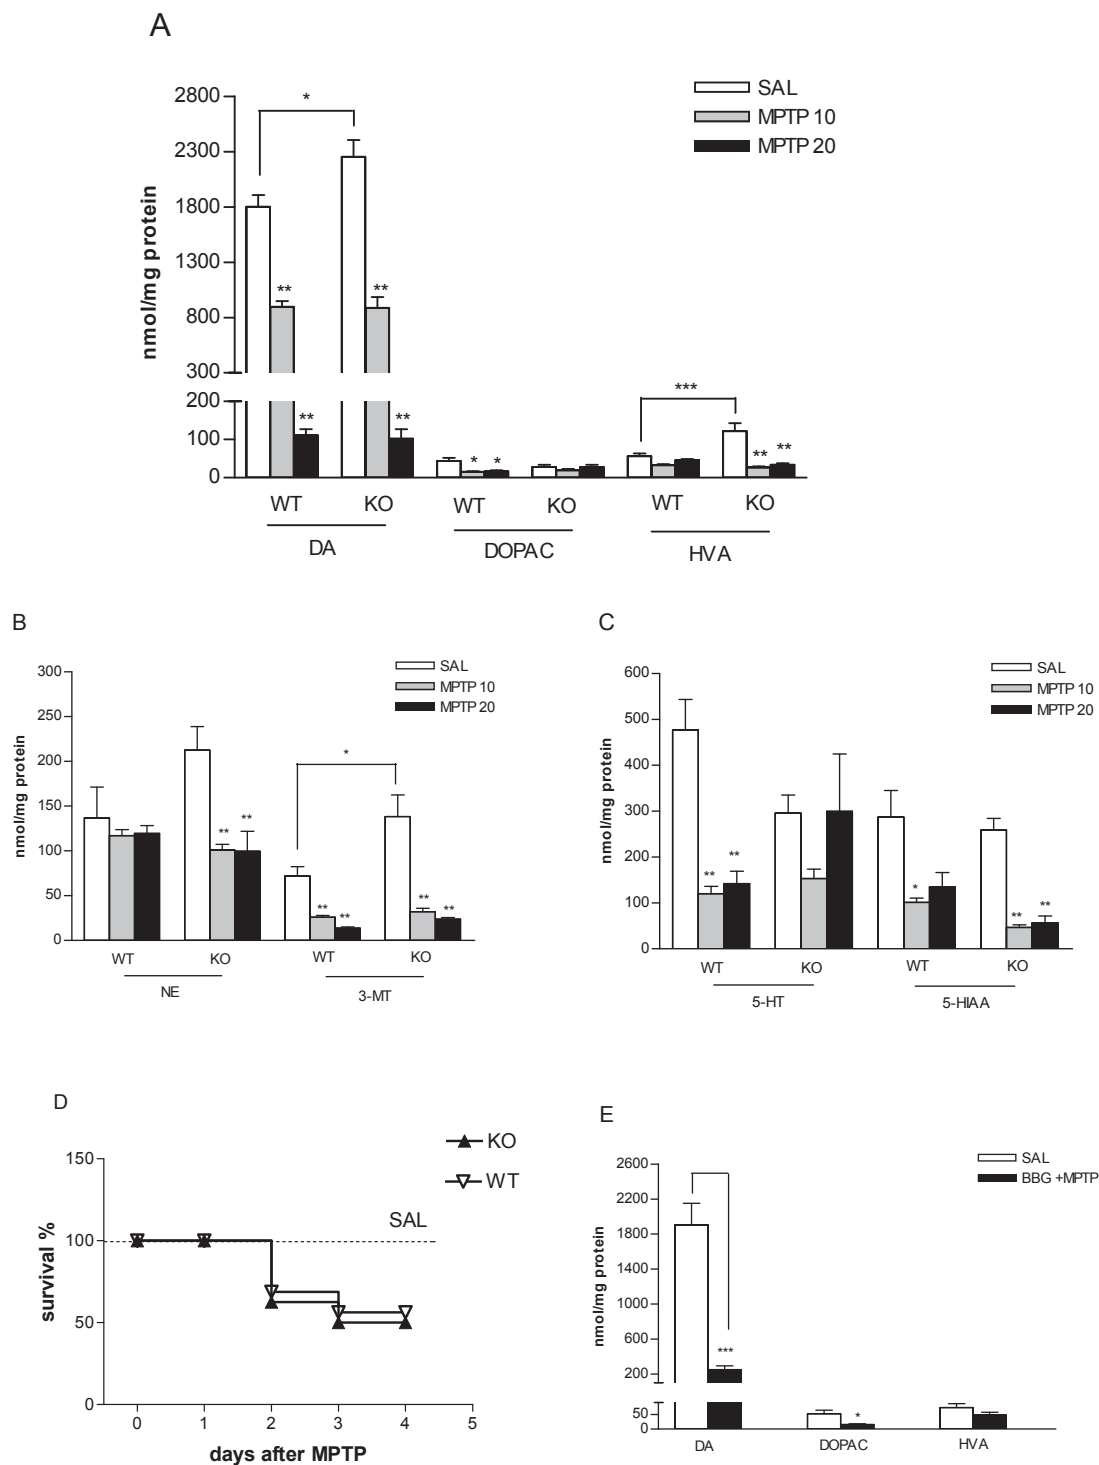 A
SAL
MPTP 10
MPTP 20
nmol/mg protein
2800
2300
1800
1300
800
300
200
100
0
*
**
**
**
**
*
*
***
**
**
WT
KO
WT
KO
WT
KO
DA
DOPAC
HVA
B
SAL
MPTP 10
MPTP 20
nmol/mg protein
300
250
200
150
100
50
0
**
**
*
**
**
**
**
WT
KO
WT
KO
NE
3-MT
C
SAL
MPTP 10
MPTP 20
nmol/mg protein
600
500
400
300
200
100
0
**
**
*
**
**
WT
KO
WT
KO
5-HT
5-HIAA
D
KO
WT
SAL
survival %
150
100
50
0
0 1 2 3 4 5
days after MPTP
E
SAL
BBG +MPTP
nmol/mg protein
2600
2200
1800
1400
1000
600
200
50
0
***
*
DA
DOPAC
HVA